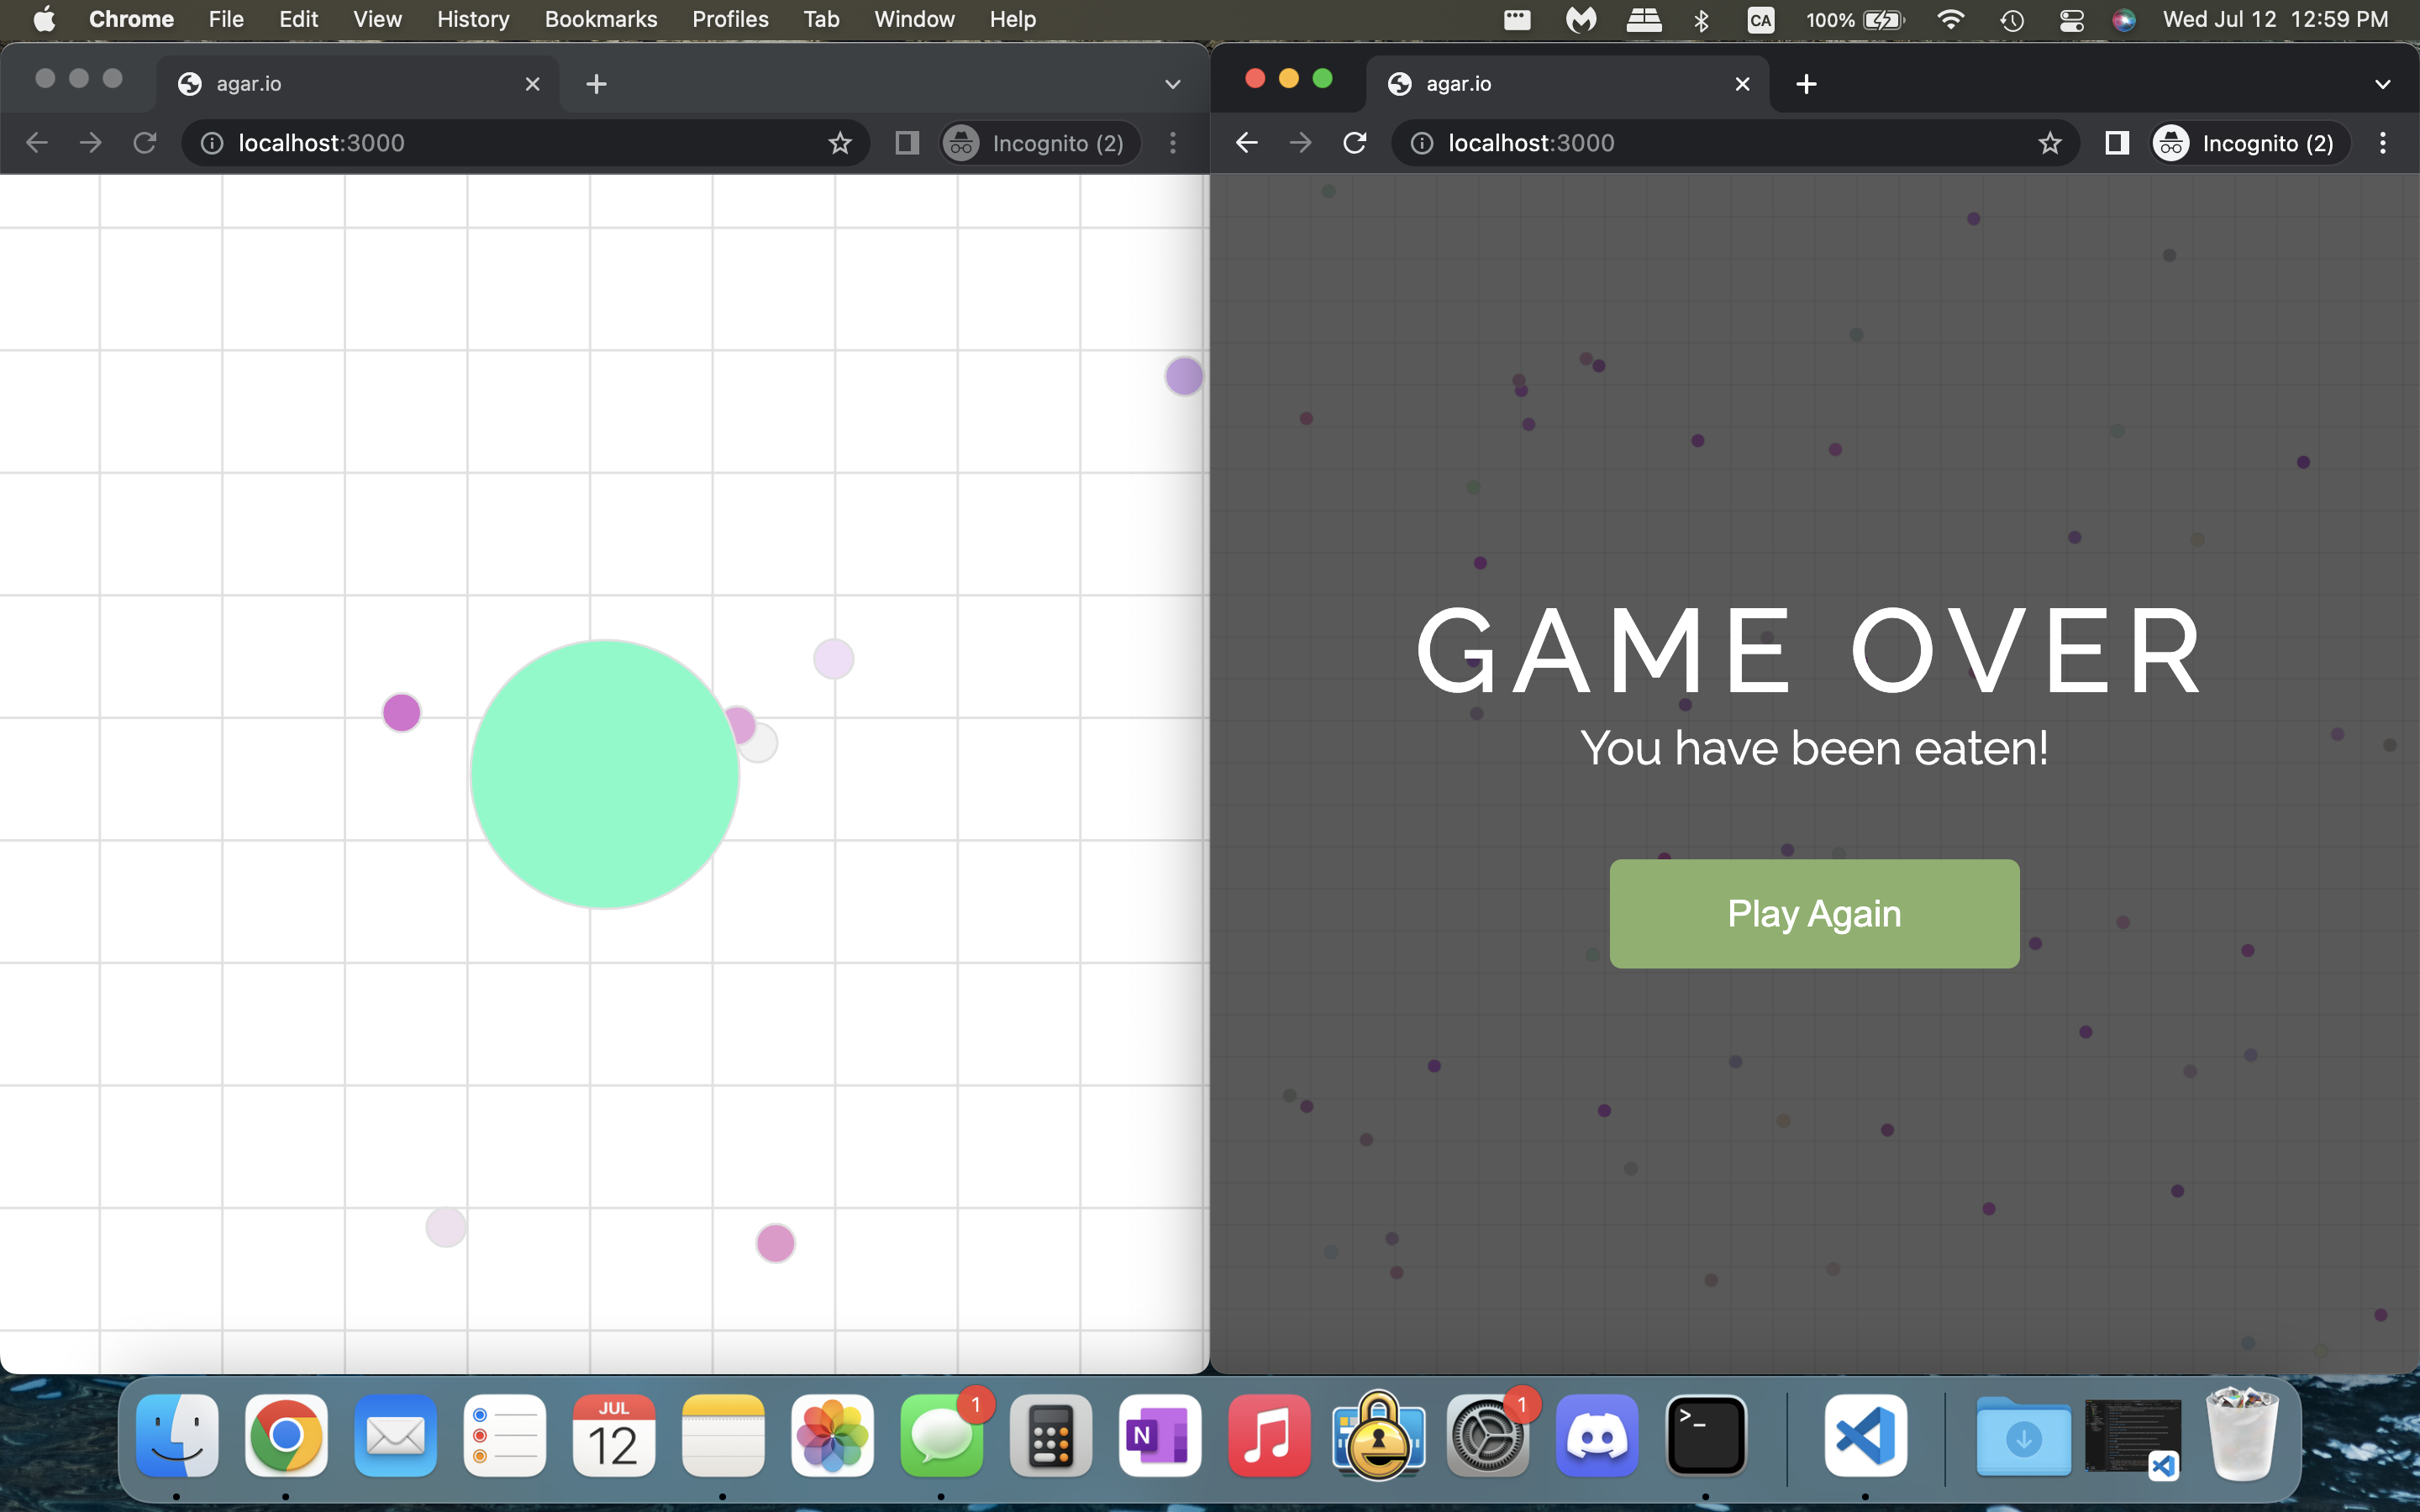 Chrome File Edit View History Bookmarks Profiles Tab Window Help CA 100% Wed Jul 12 12:59 PM
agar.io
localhost:3000 Incognito (2)
agar.io
localhost:3000 Incognito (2)
GAME OVER
You have been eaten!
Play Again
JUL
12
1
N
1
>_